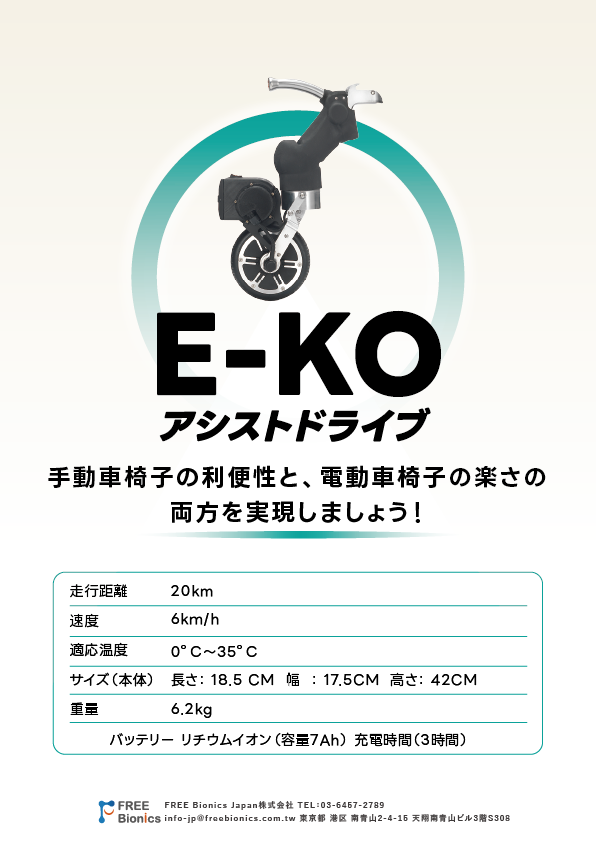 E-KO
アシストドライブ
手動車椅子の利便性と、電動車椅子の楽さの
両方を実現しましょう！
走行距離 20km
速度 6km/h
適応温度 0°C～35°C
サイズ（本体） 長さ： 18.5 CM 幅 ： 17.5CM 高さ： 42CM
重量 6.2kg
バッテリー リチウムイオン（容量7Ah） 充電時間（3時間）
FREE Bionics
FREE Bionics Japan株式会社 TEL：03-6457-2789
info-jp@freebionics.com.tw 東京都 港区 南青山2-4-15 天翔南青山ビル3階S308